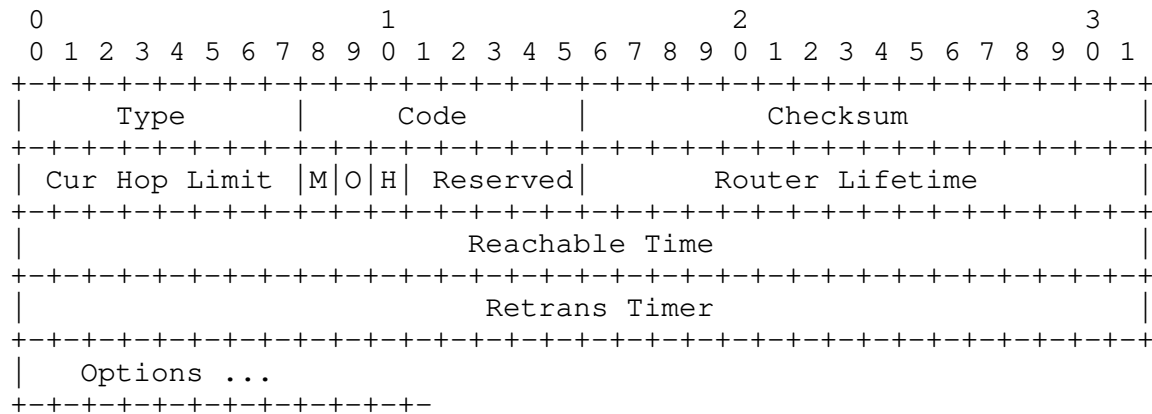 0                   1                   2                   3
 0 1 2 3 4 5 6 7 8 9 0 1 2 3 4 5 6 7 8 9 0 1 2 3 4 5 6 7 8 9 0 1
+-+-+-+-+-+-+-+-+-+-+-+-+-+-+-+-+-+-+-+-+-+-+-+-+-+-+-+-+-+-+-+-+
|     Type      |     Code      |          Checksum             |
+-+-+-+-+-+-+-+-+-+-+-+-+-+-+-+-+-+-+-+-+-+-+-+-+-+-+-+-+-+-+-+-+
| Cur Hop Limit |M|O|H| Reserved|       Router Lifetime         |
+-+-+-+-+-+-+-+-+-+-+-+-+-+-+-+-+-+-+-+-+-+-+-+-+-+-+-+-+-+-+-+-+
|                         Reachable Time                        |
+-+-+-+-+-+-+-+-+-+-+-+-+-+-+-+-+-+-+-+-+-+-+-+-+-+-+-+-+-+-+-+-+
|                          Retrans Timer                        |
+-+-+-+-+-+-+-+-+-+-+-+-+-+-+-+-+-+-+-+-+-+-+-+-+-+-+-+-+-+-+-+-+
|   Options ...
+-+-+-+-+-+-+-+-+-+-+-+-